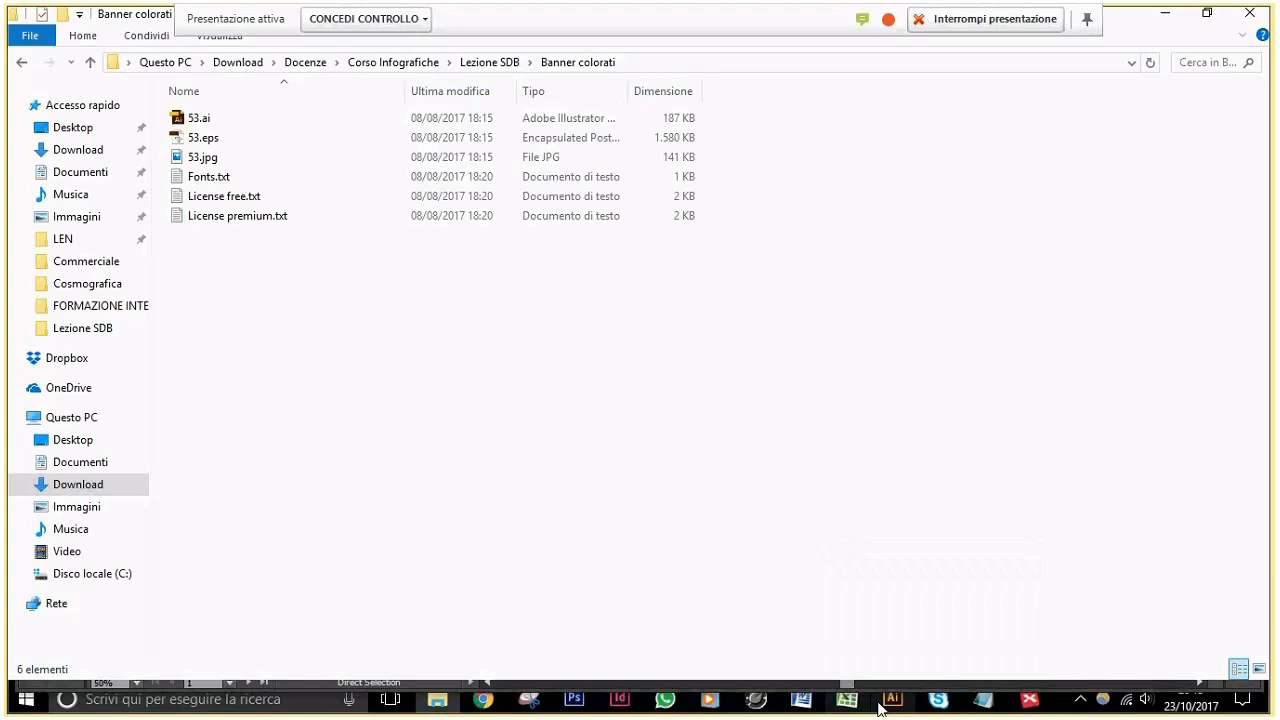 Banner colorati
Presentazione attiva
CONCEDI CONTROLLO
Interrompi presentazione
File
Home
Condividi
Visualizza
Questo PC > Download > Docenze > Corso Infografiche > Lezione SDB > Banner colorati
Cerca in B...
Nome
Ultima modifica
Tipo
Dimensione
53.ai 08/08/2017 18:15 Adobe Illustrator ... 187 KB
53.eps 08/08/2017 18:15 Encapsulated Post... 1.580 KB
53.jpg 08/08/2017 18:15 File JPG 141 KB
Fonts.txt 08/08/2017 18:20 Documento di testo 1 KB
License free.txt 08/08/2017 18:20 Documento di testo 2 KB
License premium.txt 08/08/2017 18:20 Documento di testo 2 KB
Accesso rapido
Desktop
Download
Documenti
Musica
Immagini
LEN
Commerciale
Cosmografica
FORMAZIONE INTE
Lezione SDB
Dropbox
OneDrive
Questo PC
Desktop
Documenti
Download
Immagini
Musica
Video
Disco locale (C:)
Rete
6 elementi
50%
1
Direct Selection
Scrivi qui per eseguire la ricerca
Ps
Id
Ai
23/10/2017